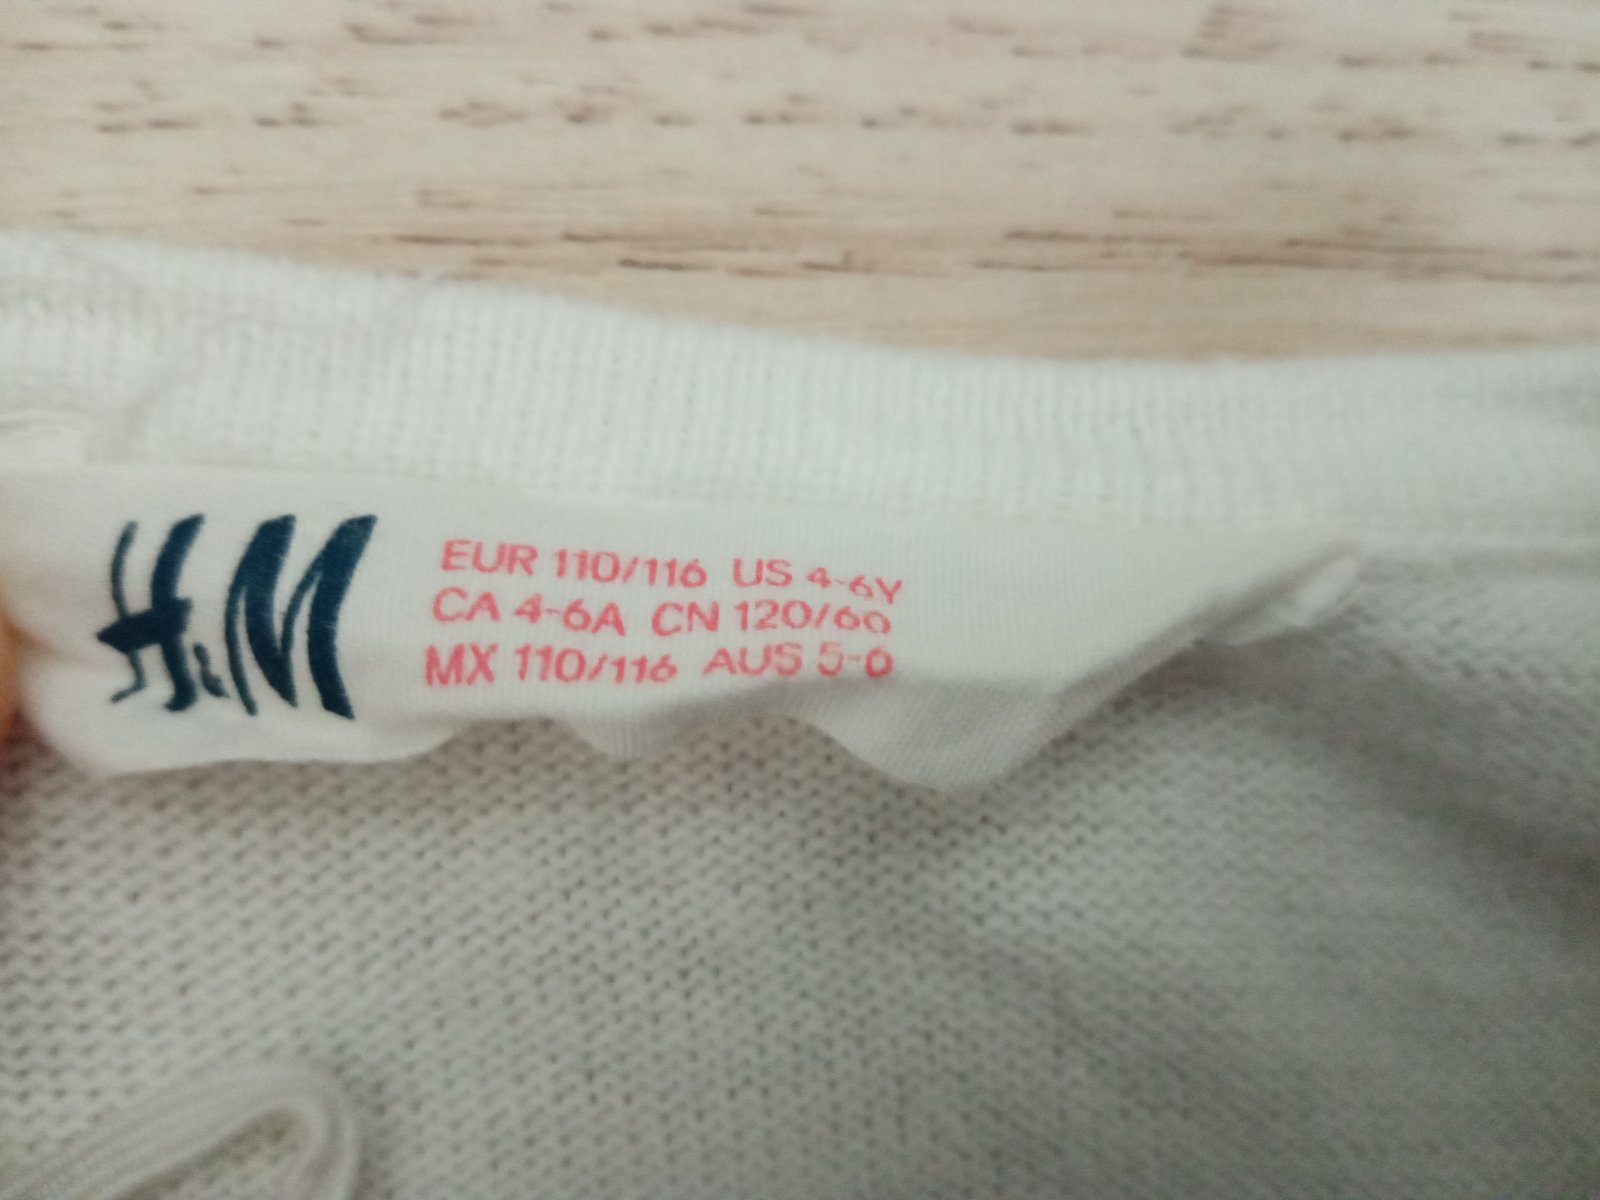 H&M
EUR 110/116 US 4-6Y
CA 4-6A CN 120/60
MX 110/116 AUS 5-6